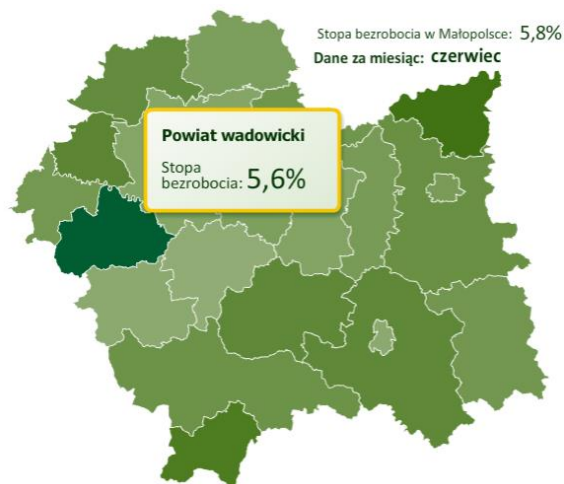 Stopa bezrobocia w Małopolsce: 5,8%
Dane za miesiąc: czerwiec
Powiat wadowicki
Stopa
bezrobocia: 5,6%